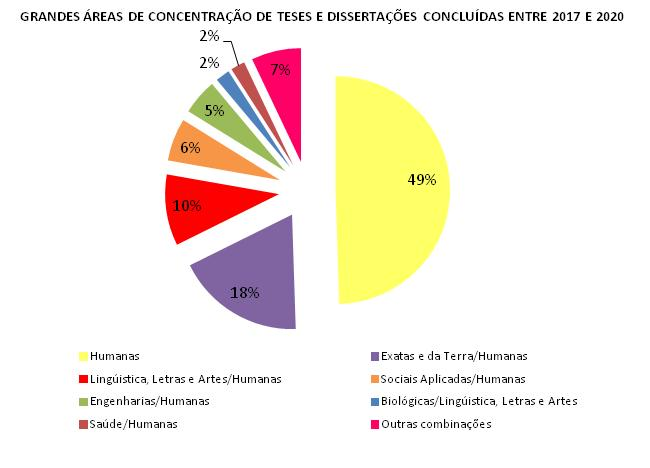 GRANDES ÁREAS DE CONCENTRAÇÃO DE TESES E DISSERTAÇÕES CONCLUÍDAS ENTRE 2017 E 2020
2%
2%
7%
5%
49%
6%
10%
18%
Humanas
Exatas e da Terra/Humanas
Lingúistica, Letras e Artes/Humanas
Sociais Aplicadas/Humanas
Engenharias/Humanas
Biológicas/Lingúistica, Letras e Artes
Saúde/Humanas
Outras combinações